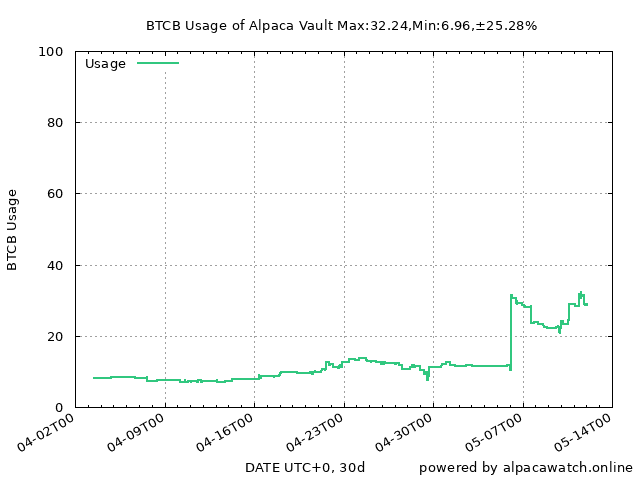 BTCB Usage of Alpaca Vault Max:32.24,Min:6.96,±25.28%
Usage
100
80
60
40
20
0
BTCB Usage
04-02T00
04-09T00
04-16T00
04-23T00
04-30T00
05-07T00
05-14T00
DATE UTC+0, 30d
powered by alpacawatch.online